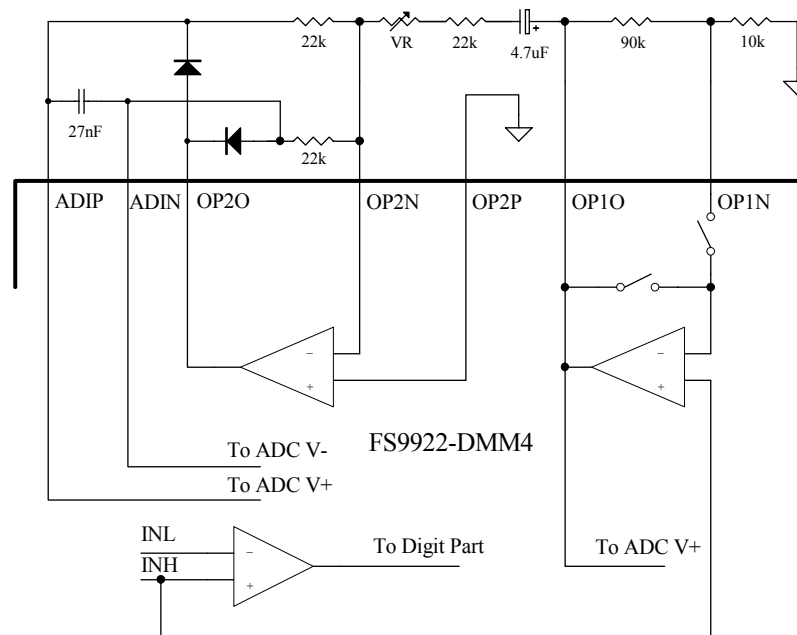 22k
VR
22k
4.7uF
+
90k
10k
27nF
22k
ADIP
ADIN
OP2O
OP2N
OP2P
OP1O
OP1N
−
+
−
+
FS9922-DMM4
To ADC V-
To ADC V+
INL
INH
−
+
To Digit Part
To ADC V+